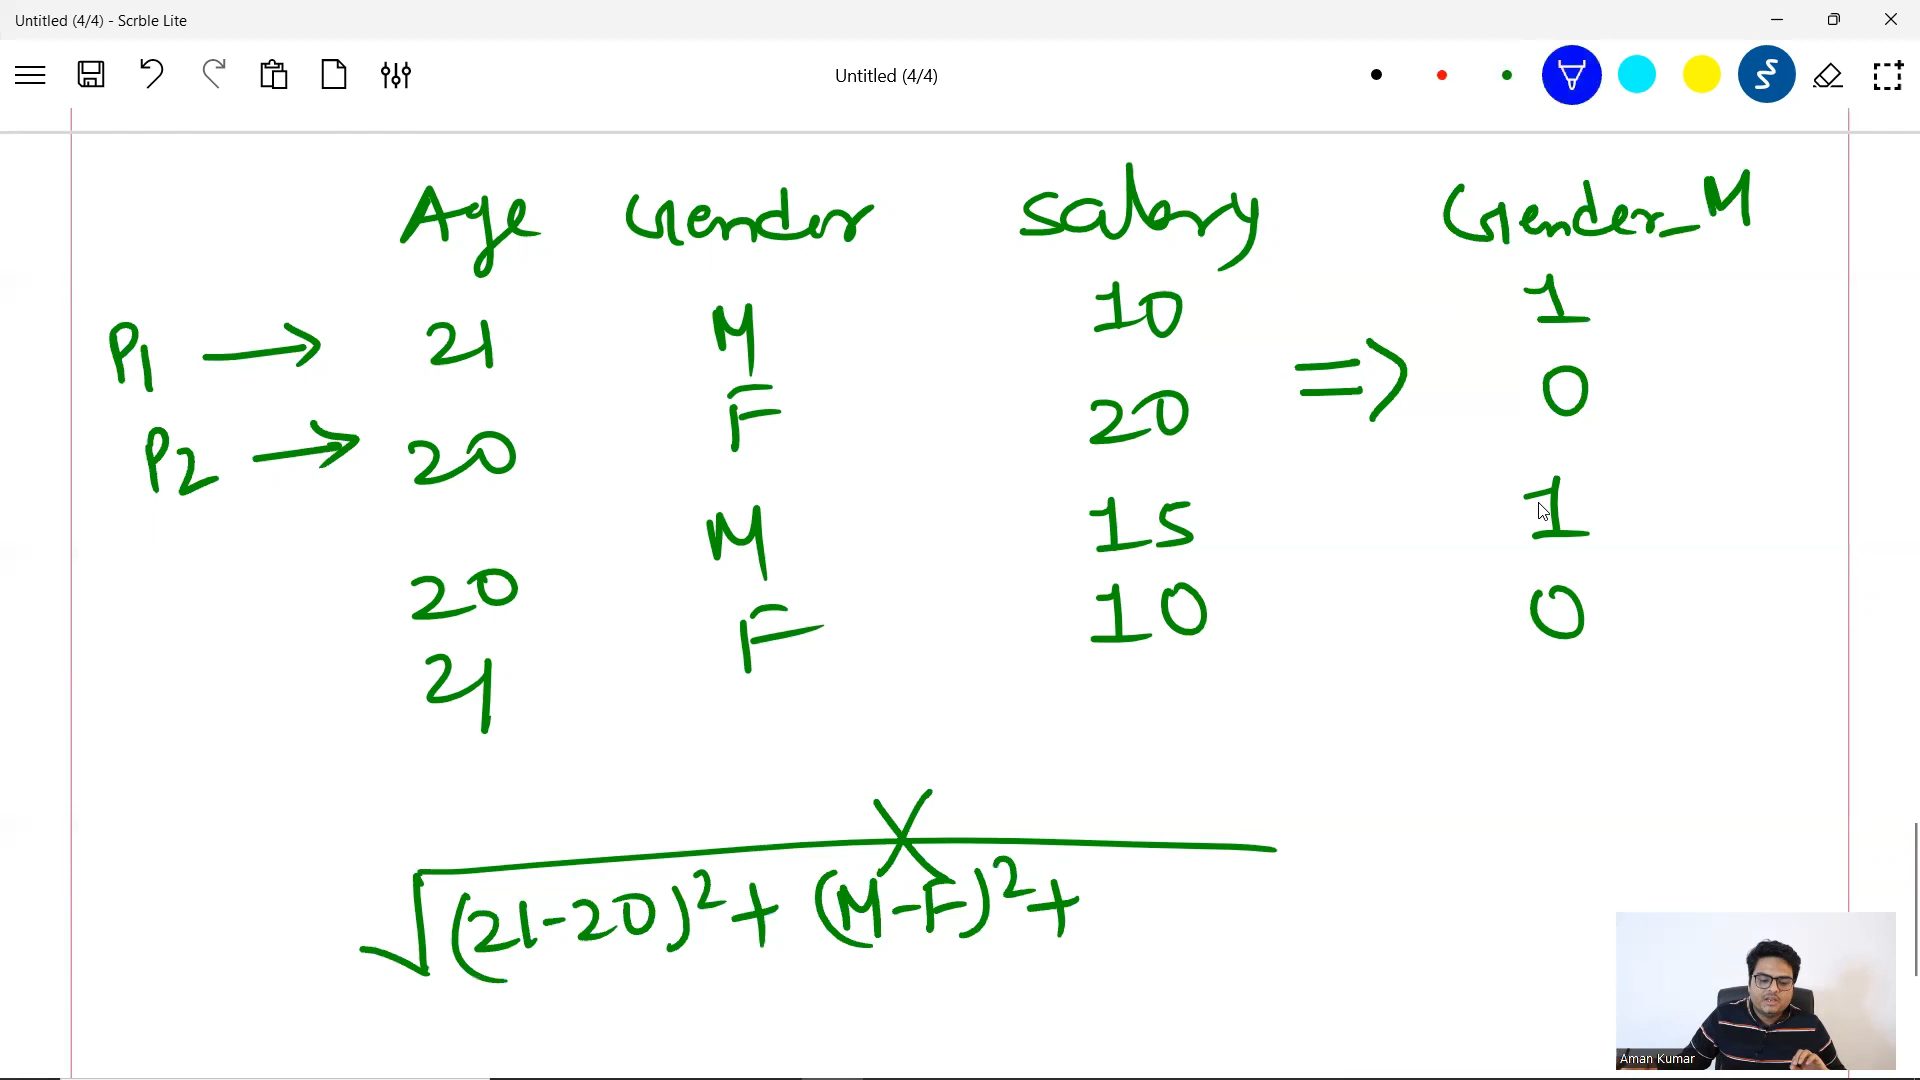 Untitled (4/4) - Scrble Lite
Untitled (4/4)
Age Gender Salary Gender_M
P1 → 21 M 10 ⇒ 1
P2 → 20 F 20 0
20 M 15 1
21 F 10 0
√(21-20)²+ (M-F)²+
Aman Kumar